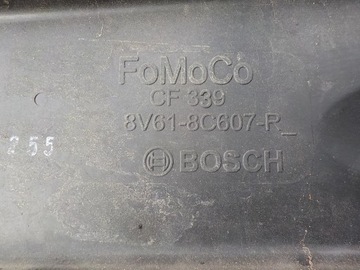 FoMoCo
CF 339
8V61-8C607-R_
255
BOSCH